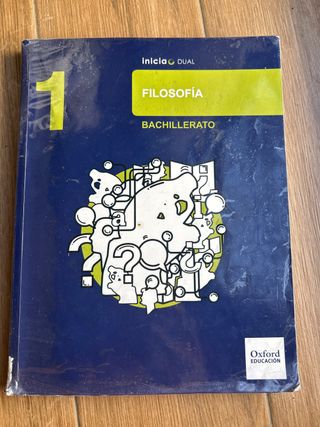 inicia DUAL
1
FILOSOFÍA
BACHILLERATO
Oxford
EDUCACIÓN